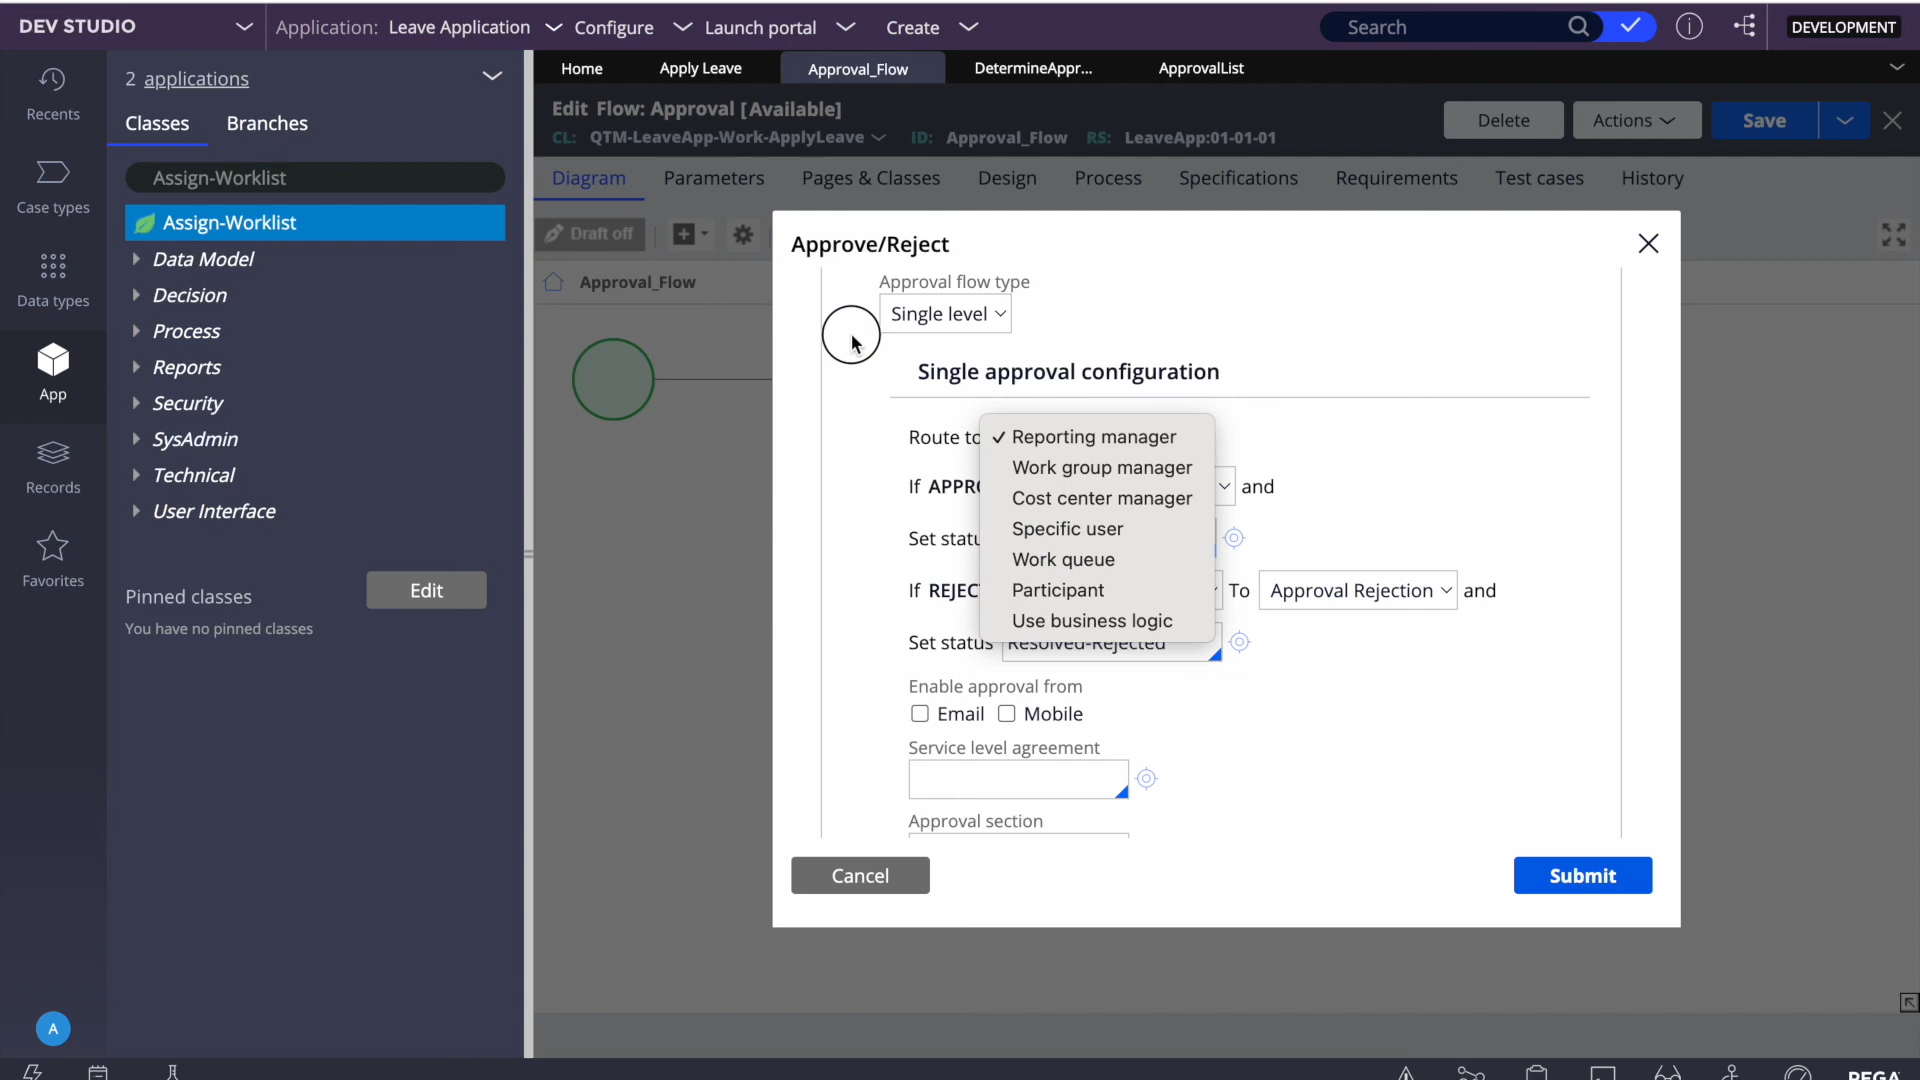 DEV STUDIO
Application: Leave Application
Configure
Launch portal
Create
Search
DEVELOPMENT
Recents
Case types
Data types
App
Records
Favorites
A
2 applications
Classes
Branches
Assign-Worklist
Assign-Worklist
Data Model
Decision
Process
Reports
Security
SysAdmin
Technical
User Interface
Pinned classes
Edit
You have no pinned classes
Home
Apply Leave
Approval_Flow
DetermineAppr...
ApprovalList
Edit Flow: Approval [Available]
CL: QTM-LeaveApp-Work-ApplyLeave
ID: Approval_Flow
RS: LeaveApp:01-01-01
Delete
Actions
Save
Diagram
Parameters
Pages & Classes
Design
Process
Specifications
Requirements
Test cases
History
Draft off
Approval_Flow
Approve/Reject
Approval flow type
Single level
Single approval configuration
Route to
Reporting manager
Work group manager
Cost center manager
Specific user
Work queue
Participant
Use business logic
If APPRO
and
Set statu
If REJEC
To
Approval Rejection
and
Set status
Resolved-Rejected
Enable approval from
Email
Mobile
Service level agreement
Approval section
Cancel
Submit
PEGA